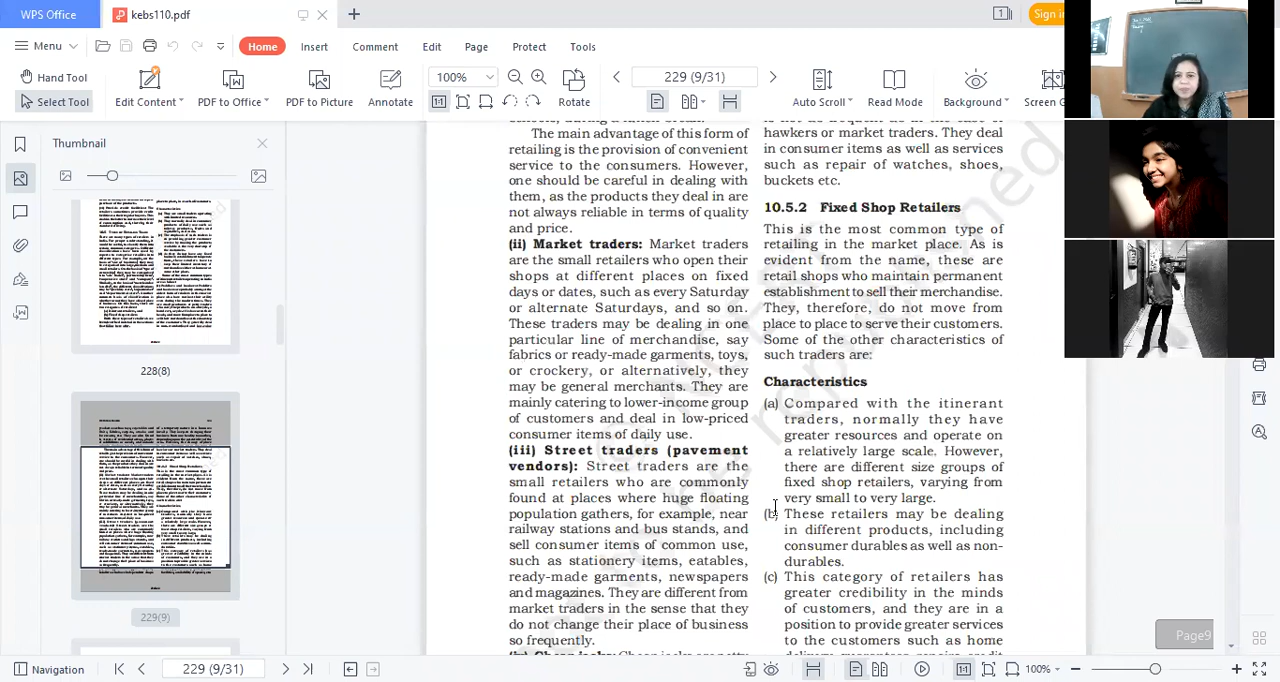 WPS Office
kebs110.pdf
1
Sign in
Menu
Home
Insert
Comment
Edit
Page
Protect
Tools
Hand Tool
Select Tool
Edit Content
PDF to Office
PDF to Picture
Annotate
100%
229 (9/31)
Rotate
Auto Scroll
Read Mode
Background
Screen G
Thumbnail
228(8)
229(9)
The main advantage of this form of
retailing is the provision of convenient
service to the consumers. However,
one should be careful in dealing with
them, as the products they deal in are
not always reliable in terms of quality
and price.
(ii) Market traders: Market traders
are the small retailers who open their
shops at different places on fixed
days or dates, such as every Saturday
or alternate Saturdays, and so on.
These traders may be dealing in one
particular line of merchandise, say
fabrics or ready-made garments, toys,
or crockery, or alternatively, they
may be general merchants. They are
mainly catering to lower-income group
of customers and deal in low-priced
consumer items of daily use.
(iii) Street traders (pavement
vendors): Street traders are the
small retailers who are commonly
found at places where huge floating
population gathers, for example, near
railway stations and bus stands, and
sell consumer items of common use,
such as stationery items, eatables,
ready-made garments, newspapers
and magazines. They are different from
market traders in the sense that they
do not change their place of business
so frequently.
hawkers or market traders. They deal
in consumer items as well as services
such as repair of watches, shoes,
buckets etc.
10.5.2 Fixed Shop Retailers
This is the most common type of
retailing in the market place. As is
evident from the name, these are
retail shops who maintain permanent
establishment to sell their merchandise.
They, therefore, do not move from
place to place to serve their customers.
Some of the other characteristics of
such traders are:
Characteristics
(a) Compared with the itinerant
traders, normally they have
greater resources and operate on
a relatively large scale. However,
there are different size groups of
fixed shop retailers, varying from
very small to very large.
(b) These retailers may be dealing
in different products, including
consumer durables as well as non-
durables.
(c) This category of retailers has
greater credibility in the minds
of customers, and they are in a
position to provide greater services
to the customers such as home
Page9
Navigation
229 (9/31)
100%